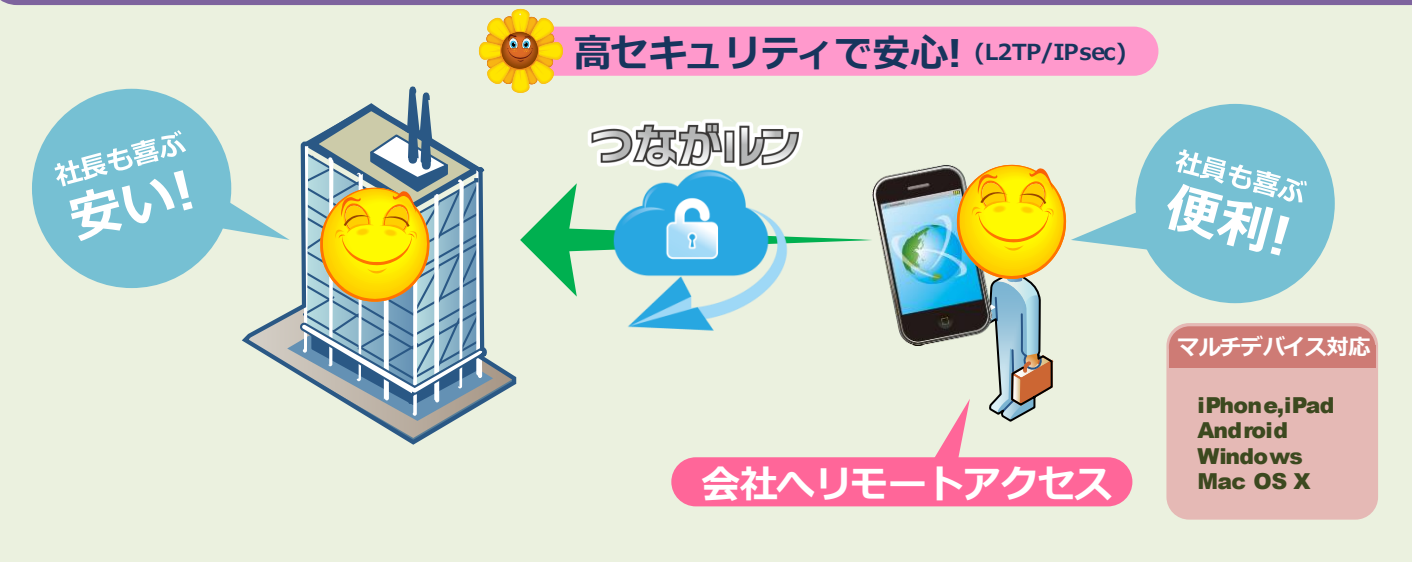 高セキュリティで安心! (L2TP/IPsec)
社長も喜ぶ
安い!
つながルン
社員も喜ぶ
便利!
マルチデバイス対応
iPhone,iPad
Android
Windows
Mac OS X
会社へリモートアクセス